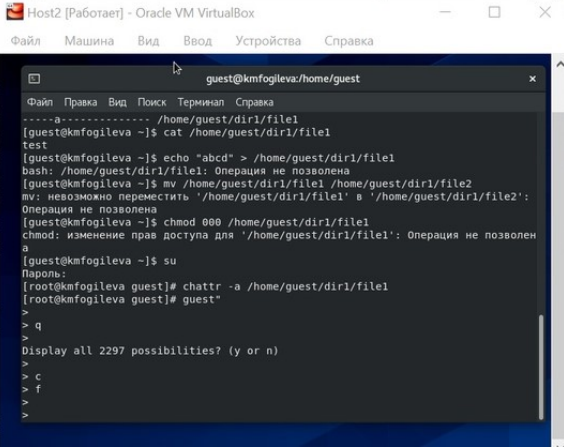 Host2 [Работает] - Oracle VM VirtualBox
Файл Машина Вид Ввод Устройства Справка
guest@kmfogileva:/home/guest
Файл Правка Вид Поиск Терминал Справка
-----a-------------- /home/guest/dir1/file1
[guest@kmfogileva ~]$ cat /home/guest/dir1/file1
test
[guest@kmfogileva ~]$ echo "abcd" > /home/guest/dir1/file1
bash: /home/guest/dir1/file1: Операция не позволена
[guest@kmfogileva ~]$ mv /home/guest/dir1/file1 /home/guest/dir1/file2
mv: невозможно переместить '/home/guest/dir1/file1' в '/home/guest/dir1/file2':
Операция не позволена
[guest@kmfogileva ~]$ chmod 000 /home/guest/dir1/file1
chmod: изменение прав доступа для '/home/guest/dir1/file1': Операция не позволен
а
[guest@kmfogileva ~]$ su
Пароль:
[root@kmfogileva guest]# chattr -a /home/guest/dir1/file1
[root@kmfogileva guest]# guest"
>
> q
>
Display all 2297 possibilities? (y or n)
>
> c
> f
>
>